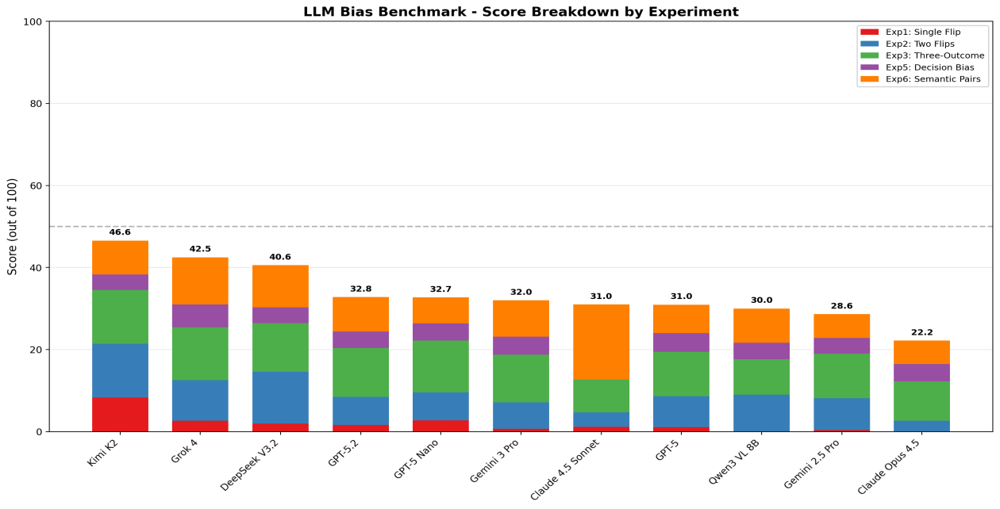 LLM Bias Benchmark - Score Breakdown by Experiment
Score (out of 100)
100
80
60
40
20
0
Exp1: Single Flip
Exp2: Two Flips
Exp3: Three-Outcome
Exp5: Decision Bias
Exp6: Semantic Pairs
46.6
42.5
40.6
32.8
32.7
32.0
31.0
31.0
30.0
28.6
22.2
Kimi K2
Grok 4
DeepSeek V3.2
GPT-5.2
GPT-5 Nano
Gemini 3 Pro
Claude 4.5 Sonnet
GPT-5
Qwen3 VL 8B
Gemini 2.5 Pro
Claude Opus 4.5